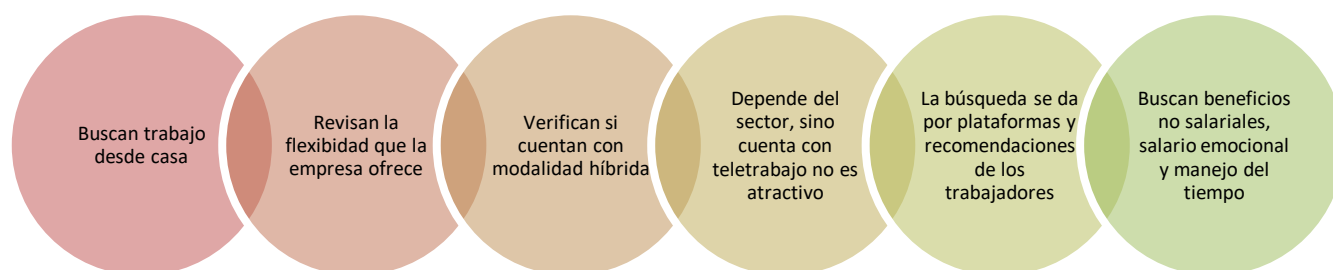 Buscan trabajo
desde casa
Revisan la
flexibidad que la
empresa ofrece
Verifican si
cuentan con
modalidad híbrida
Depende del
sector, sino
cuenta con
teletrabajo no es
atractivo
La búsqueda se da
por plataformas y
recomendaciones
de los
trabajadores
Buscan beneficios
no salariales,
salario emocional
y manejo del
tiempo